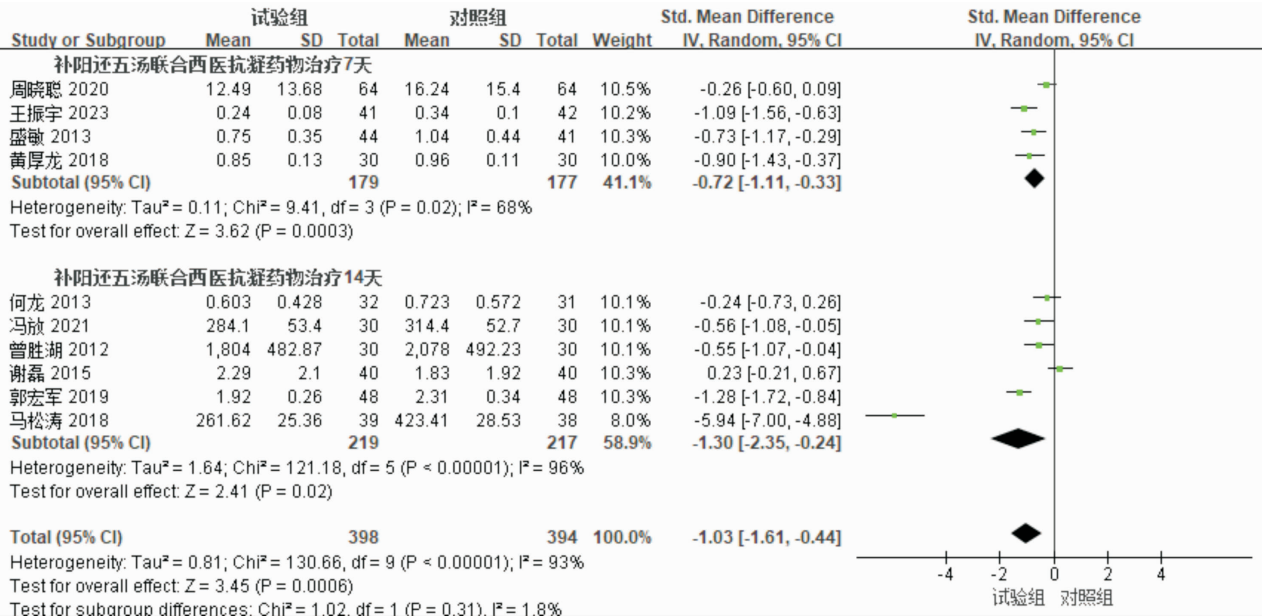 试验组 对照组 Std. Mean Difference Std. Mean Difference
Study or Subgroup Mean SD Total Mean SD Total Weight IV, Random, 95% CI IV, Random, 95% CI
补阳还五汤联合西医抗凝药物治疗7天
周晓聪 2020 12.49 13.68 64 16.24 15.4 64 10.5% -0.26 [-0.60, 0.09]
王振宇 2023 0.24 0.08 41 0.34 0.1 42 10.2% -1.09 [-1.56, -0.63]
盛敏 2013 0.75 0.35 44 1.04 0.44 41 10.3% -0.73 [-1.17, -0.29]
黄厚龙 2018 0.85 0.13 30 0.96 0.11 30 10.0% -0.90 [-1.43, -0.37]
Subtotal (95% CI) 179 177 41.1% -0.72 [-1.11, -0.33]
Heterogeneity: Tau² = 0.11; Chi² = 9.41, df = 3 (P = 0.02); I² = 68%
Test for overall effect: Z = 3.62 (P = 0.0003)
补阳还五汤联合西医抗凝药物治疗14天
何龙 2013 0.603 0.428 32 0.723 0.572 31 10.1% -0.24 [-0.73, 0.26]
冯放 2021 284.1 53.4 30 314.4 52.7 30 10.1% -0.56 [-1.08, -0.05]
曾胜湖 2012 1,804 482.87 30 2,078 492.23 30 10.1% -0.55 [-1.07, -0.04]
谢磊 2015 2.29 2.1 40 1.83 1.92 40 10.3% 0.23 [-0.21, 0.67]
郭宏军 2019 1.92 0.26 48 2.31 0.34 48 10.3% -1.28 [-1.72, -0.84]
马松涛 2018 261.62 25.36 39 423.41 28.53 38 8.0% -5.94 [-7.00, -4.88]
Subtotal (95% CI) 219 217 58.9% -1.30 [-2.35, -0.24]
Heterogeneity: Tau² = 1.64; Chi² = 121.18, df = 5 (P < 0.00001); I² = 96%
Test for overall effect: Z = 2.41 (P = 0.02)
Total (95% CI) 398 394 100.0% -1.03 [-1.61, -0.44]
Heterogeneity: Tau² = 0.81; Chi² = 130.66, df = 9 (P < 0.00001); I² = 93%
Test for overall effect: Z = 3.45 (P = 0.0006)
Test for subgroup differences: Chi² = 1.02, df = 1 (P = 0.31), I² = 1.8%
-4 -2 0 2 4
试验组 对照组